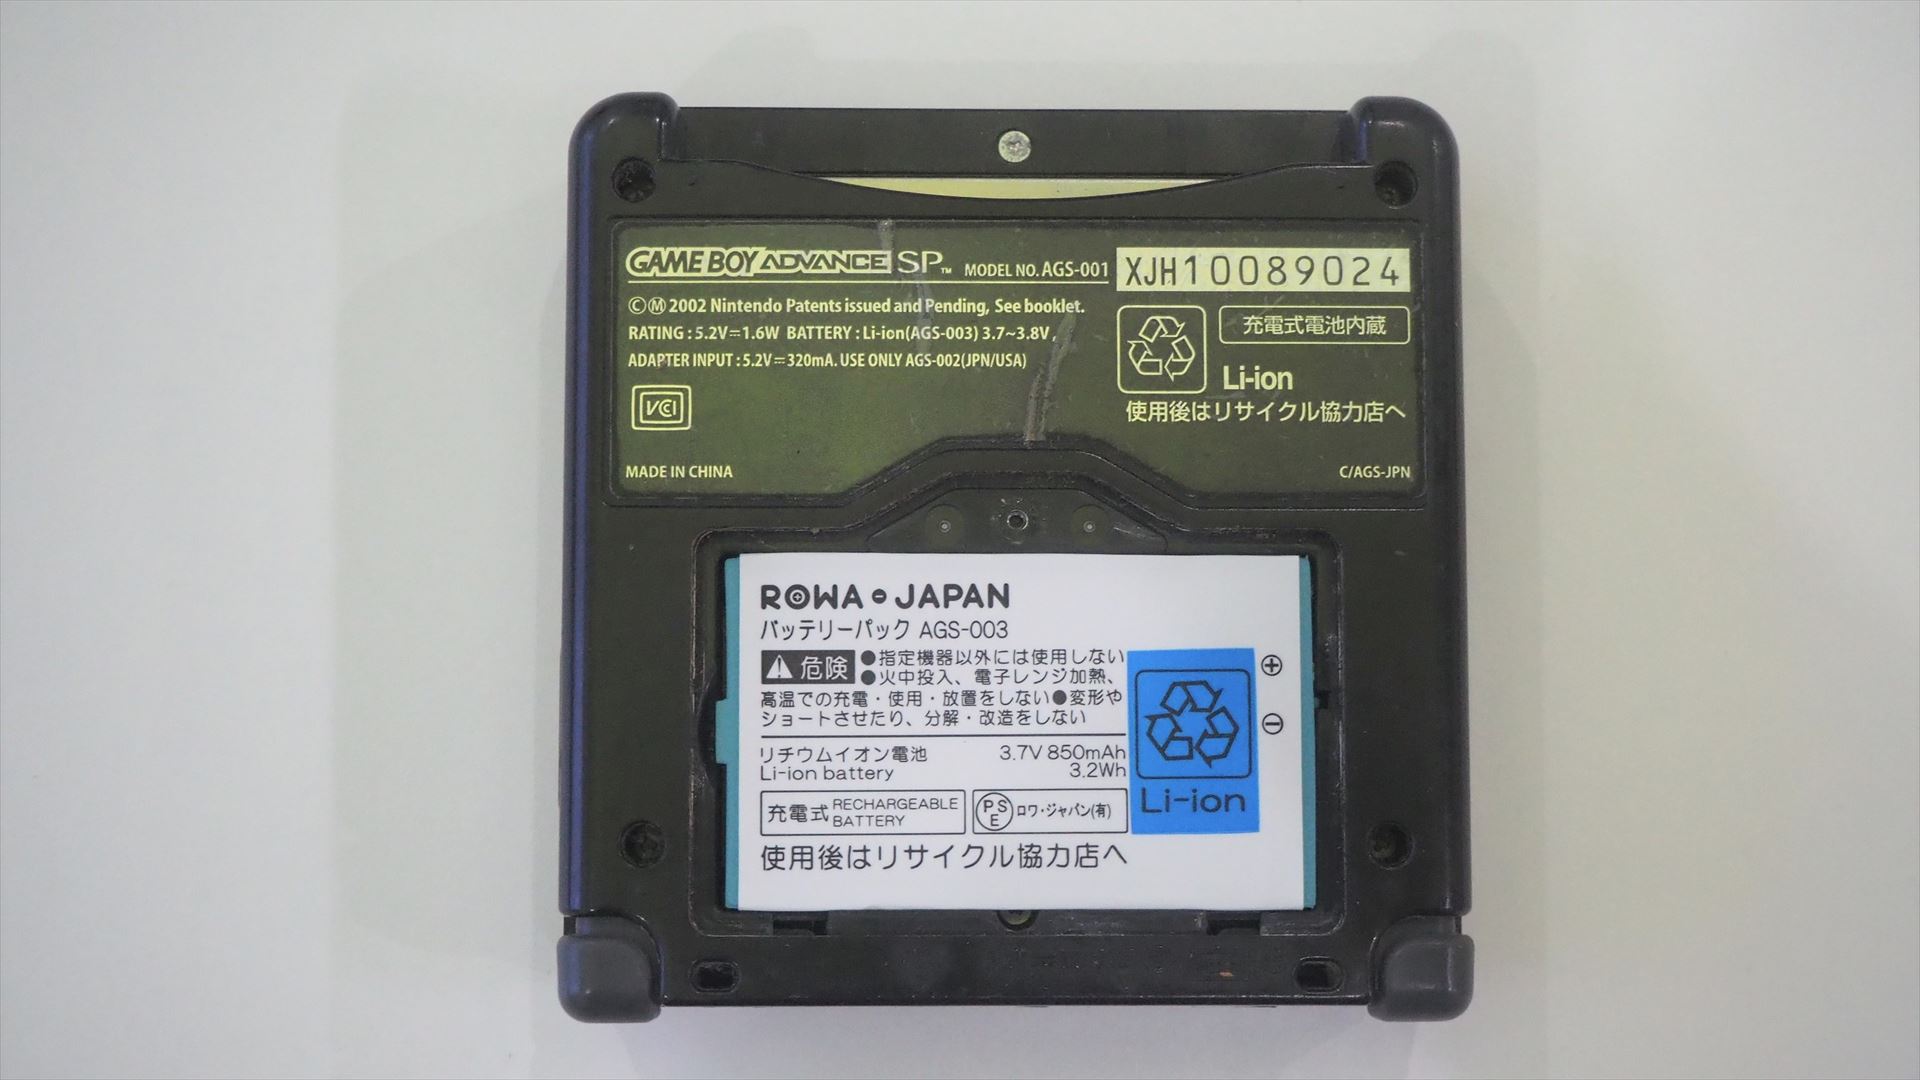 GAME BOY ADVANCE SP™ MODEL NO. AGS-001 XJH10089024
ⒸⓂ 2002 Nintendo Patents issued and Pending, See booklet.
RATING : 5.2V⎓1.6W BATTERY : Li-ion(AGS-003) 3.7~3.8V,
ADAPTER INPUT : 5.2V⎓320mA. USE ONLY AGS-002(JPN/USA)
VCCI
MADE IN CHINA
充電式電池内蔵
Li-ion
使用後はリサイクル協力店へ
C/AGS-JPN
ROWA JAPAN
バッテリーパック AGS-003
危険 ●指定機器以外には使用しない
●火中投入、電子レンジ加熱、
高温での充電・使用・放置をしない●変形や
ショートさせたり、分解・改造をしない
リチウムイオン電池 3.7V 850mAh
Li-ion battery 3.2Wh
充電式 RECHARGEABLE BATTERY
PSE ロワ・ジャパン(有)
使用後はリサイクル協力店へ
⊕
⊖
Li-ion